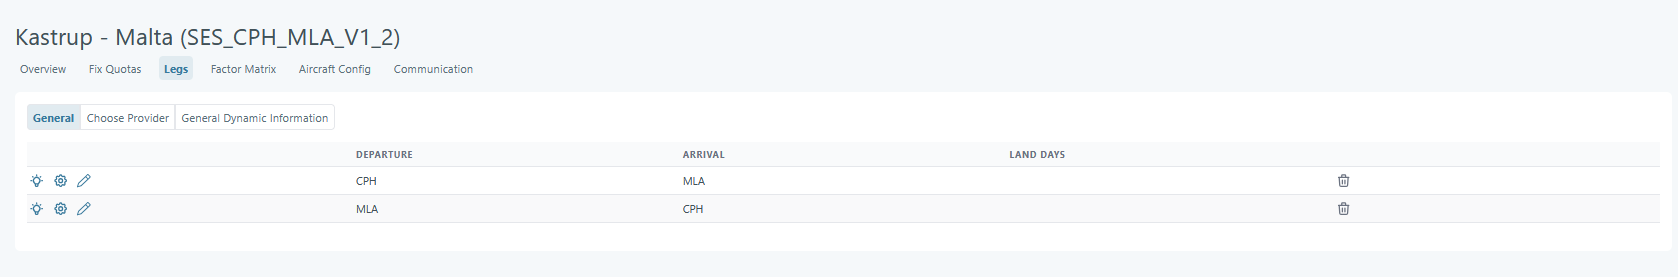 Kastrup - Malta (SES_CPH_MLA_V1_2)
Overview Fix Quotas Legs Factor Matrix Aircraft Config Communication
General Choose Provider General Dynamic Information
DEPARTURE ARRIVAL LAND DAYS
CPH MLA
MLA CPH